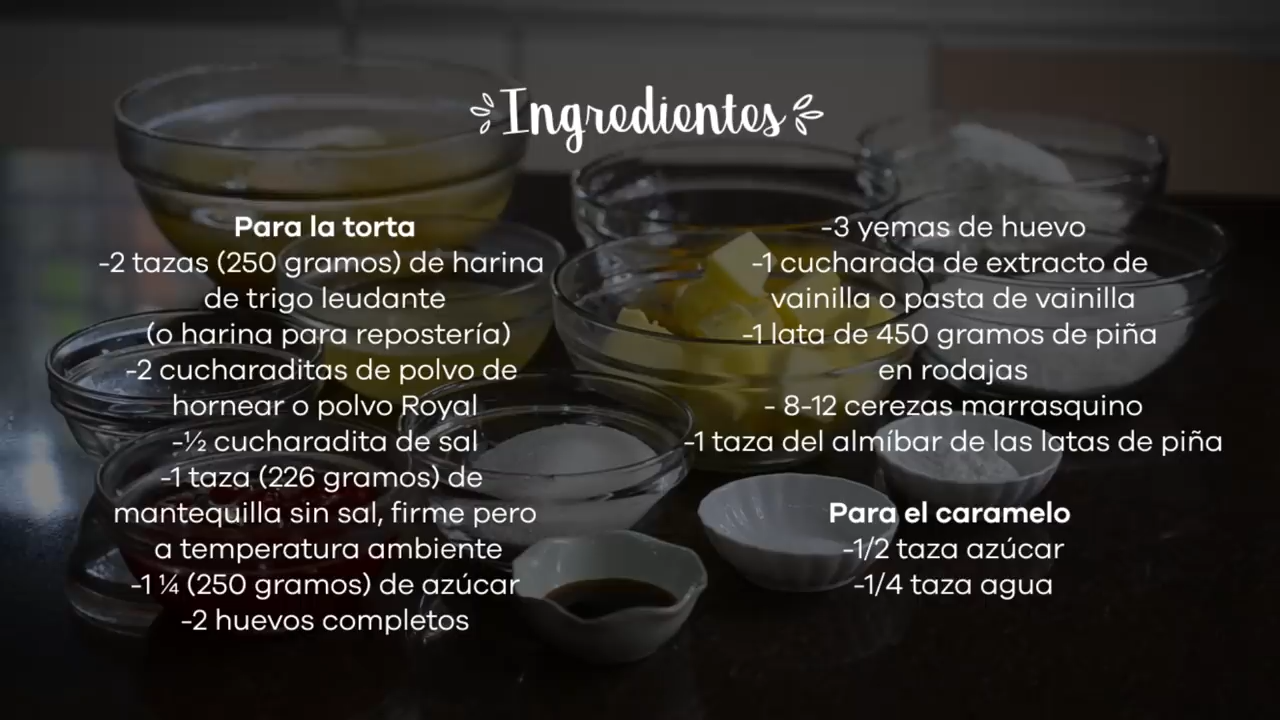 Ingredientes
Para la torta
-2 tazas (250 gramos) de harina
de trigo leudante
(o harina para repostería)
-2 cucharaditas de polvo de
hornear o polvo Royal
-½ cucharadita de sal
-1 taza (226 gramos) de
mantequilla sin sal, firme pero
a temperatura ambiente
-1 ¼ (250 gramos) de azúcar
-2 huevos completos
-3 yemas de huevo
-1 cucharada de extracto de
vainilla o pasta de vainilla
-1 lata de 450 gramos de piña
en rodajas
- 8-12 cerezas marrasquino
-1 taza del almíbar de las latas de piña
Para el caramelo
-1/2 taza azúcar
-1/4 taza agua